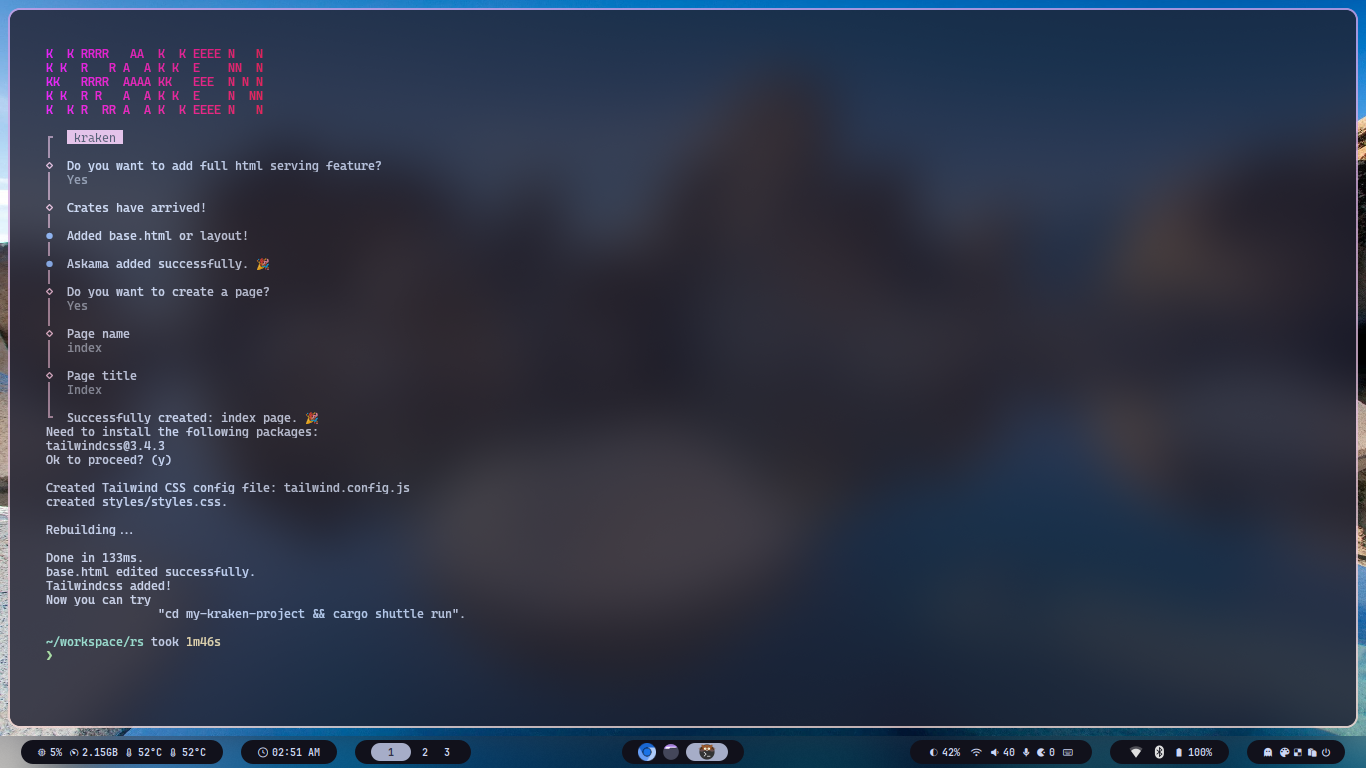 K  K RRRR   AA  K  K EEEE N   N
K K  R   R A  A K K  E    NN  N
KK   RRRR  AAAA KK   EEE  N N N
K K  R R   A  A K K  E    N  NN
K  K R  RR A  A K  K EEEE N   N
kraken
Do you want to add full html serving feature?
Yes
Crates have arrived!
Added base.html or layout!
Askama added successfully. 🎉
Do you want to create a page?
Yes
Page name
index
Page title
Index
Successfully created: index page. 🎉
Need to install the following packages:
tailwindcss@3.4.3
Ok to proceed? (y)
Created Tailwind CSS config file: tailwind.config.js
created styles/styles.css.
Rebuilding...
Done in 133ms.
base.html edited successfully.
Tailwindcss added!
Now you can try
"cd my-kraken-project && cargo shuttle run".
~/workspace/rs took 1m46s
❯
5% 2.15GB 52°C 52°C 02:51 AM 1 2 3 42% 40 0 100%